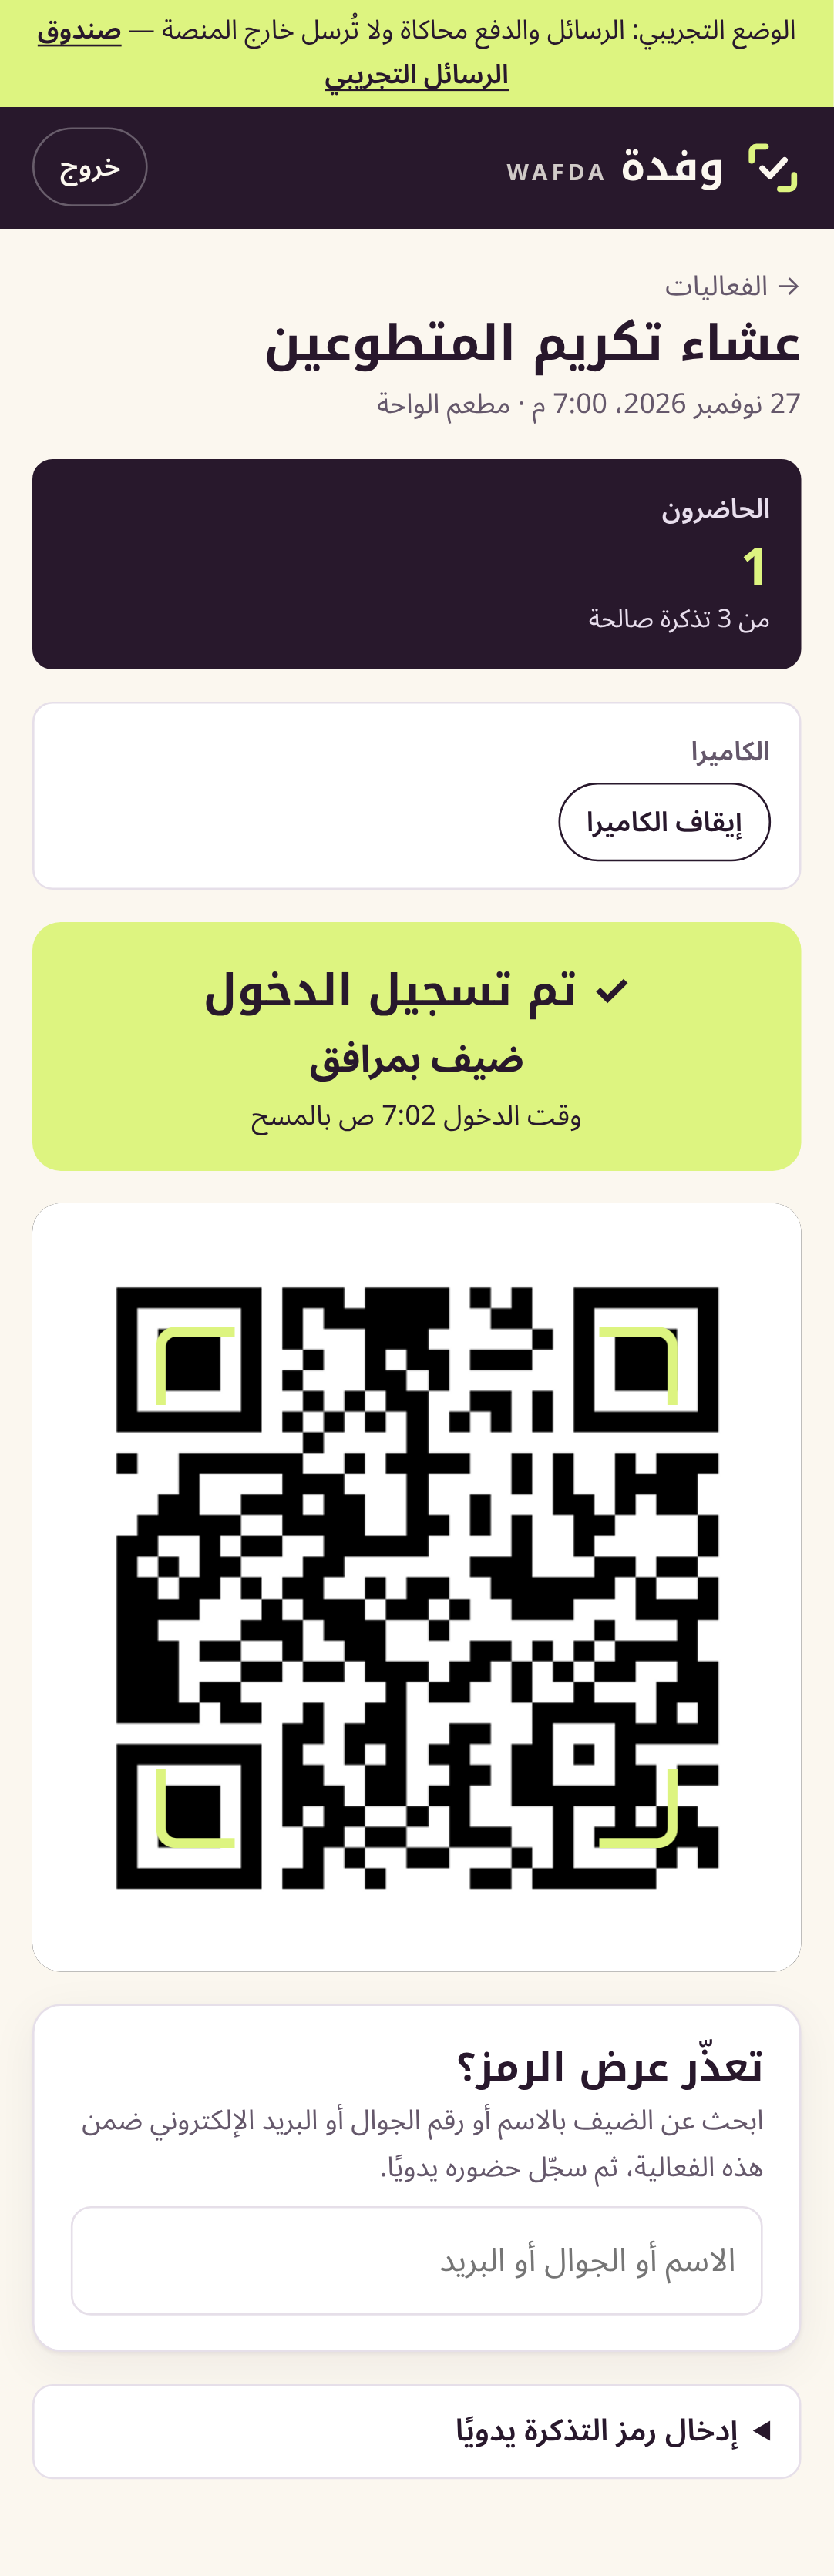 الوضع التجريبي: الرسائل والدفع محاكاة ولا تُرسل خارج المنصة — صندوق
الرسائل التجريبي
وفدة WAFDA
خروج
→ الفعاليات
عشاء تكريم المتطوعين
27 نوفمبر 2026، 7:00 م · مطعم الواحة
الحاضرون
1
من 3 تذكرة صالحة
الكاميرا
إيقاف الكاميرا
✓ تم تسجيل الدخول
ضيف بمرافق
وقت الدخول 7:02 ص بالمسح
تعذّر عرض الرمز؟
ابحث عن الضيف بالاسم أو رقم الجوال أو البريد الإلكتروني ضمن
هذه الفعالية، ثم سجّل حضوره يدويًا.
الاسم أو الجوال أو البريد
◀ إدخال رمز التذكرة يدويًا